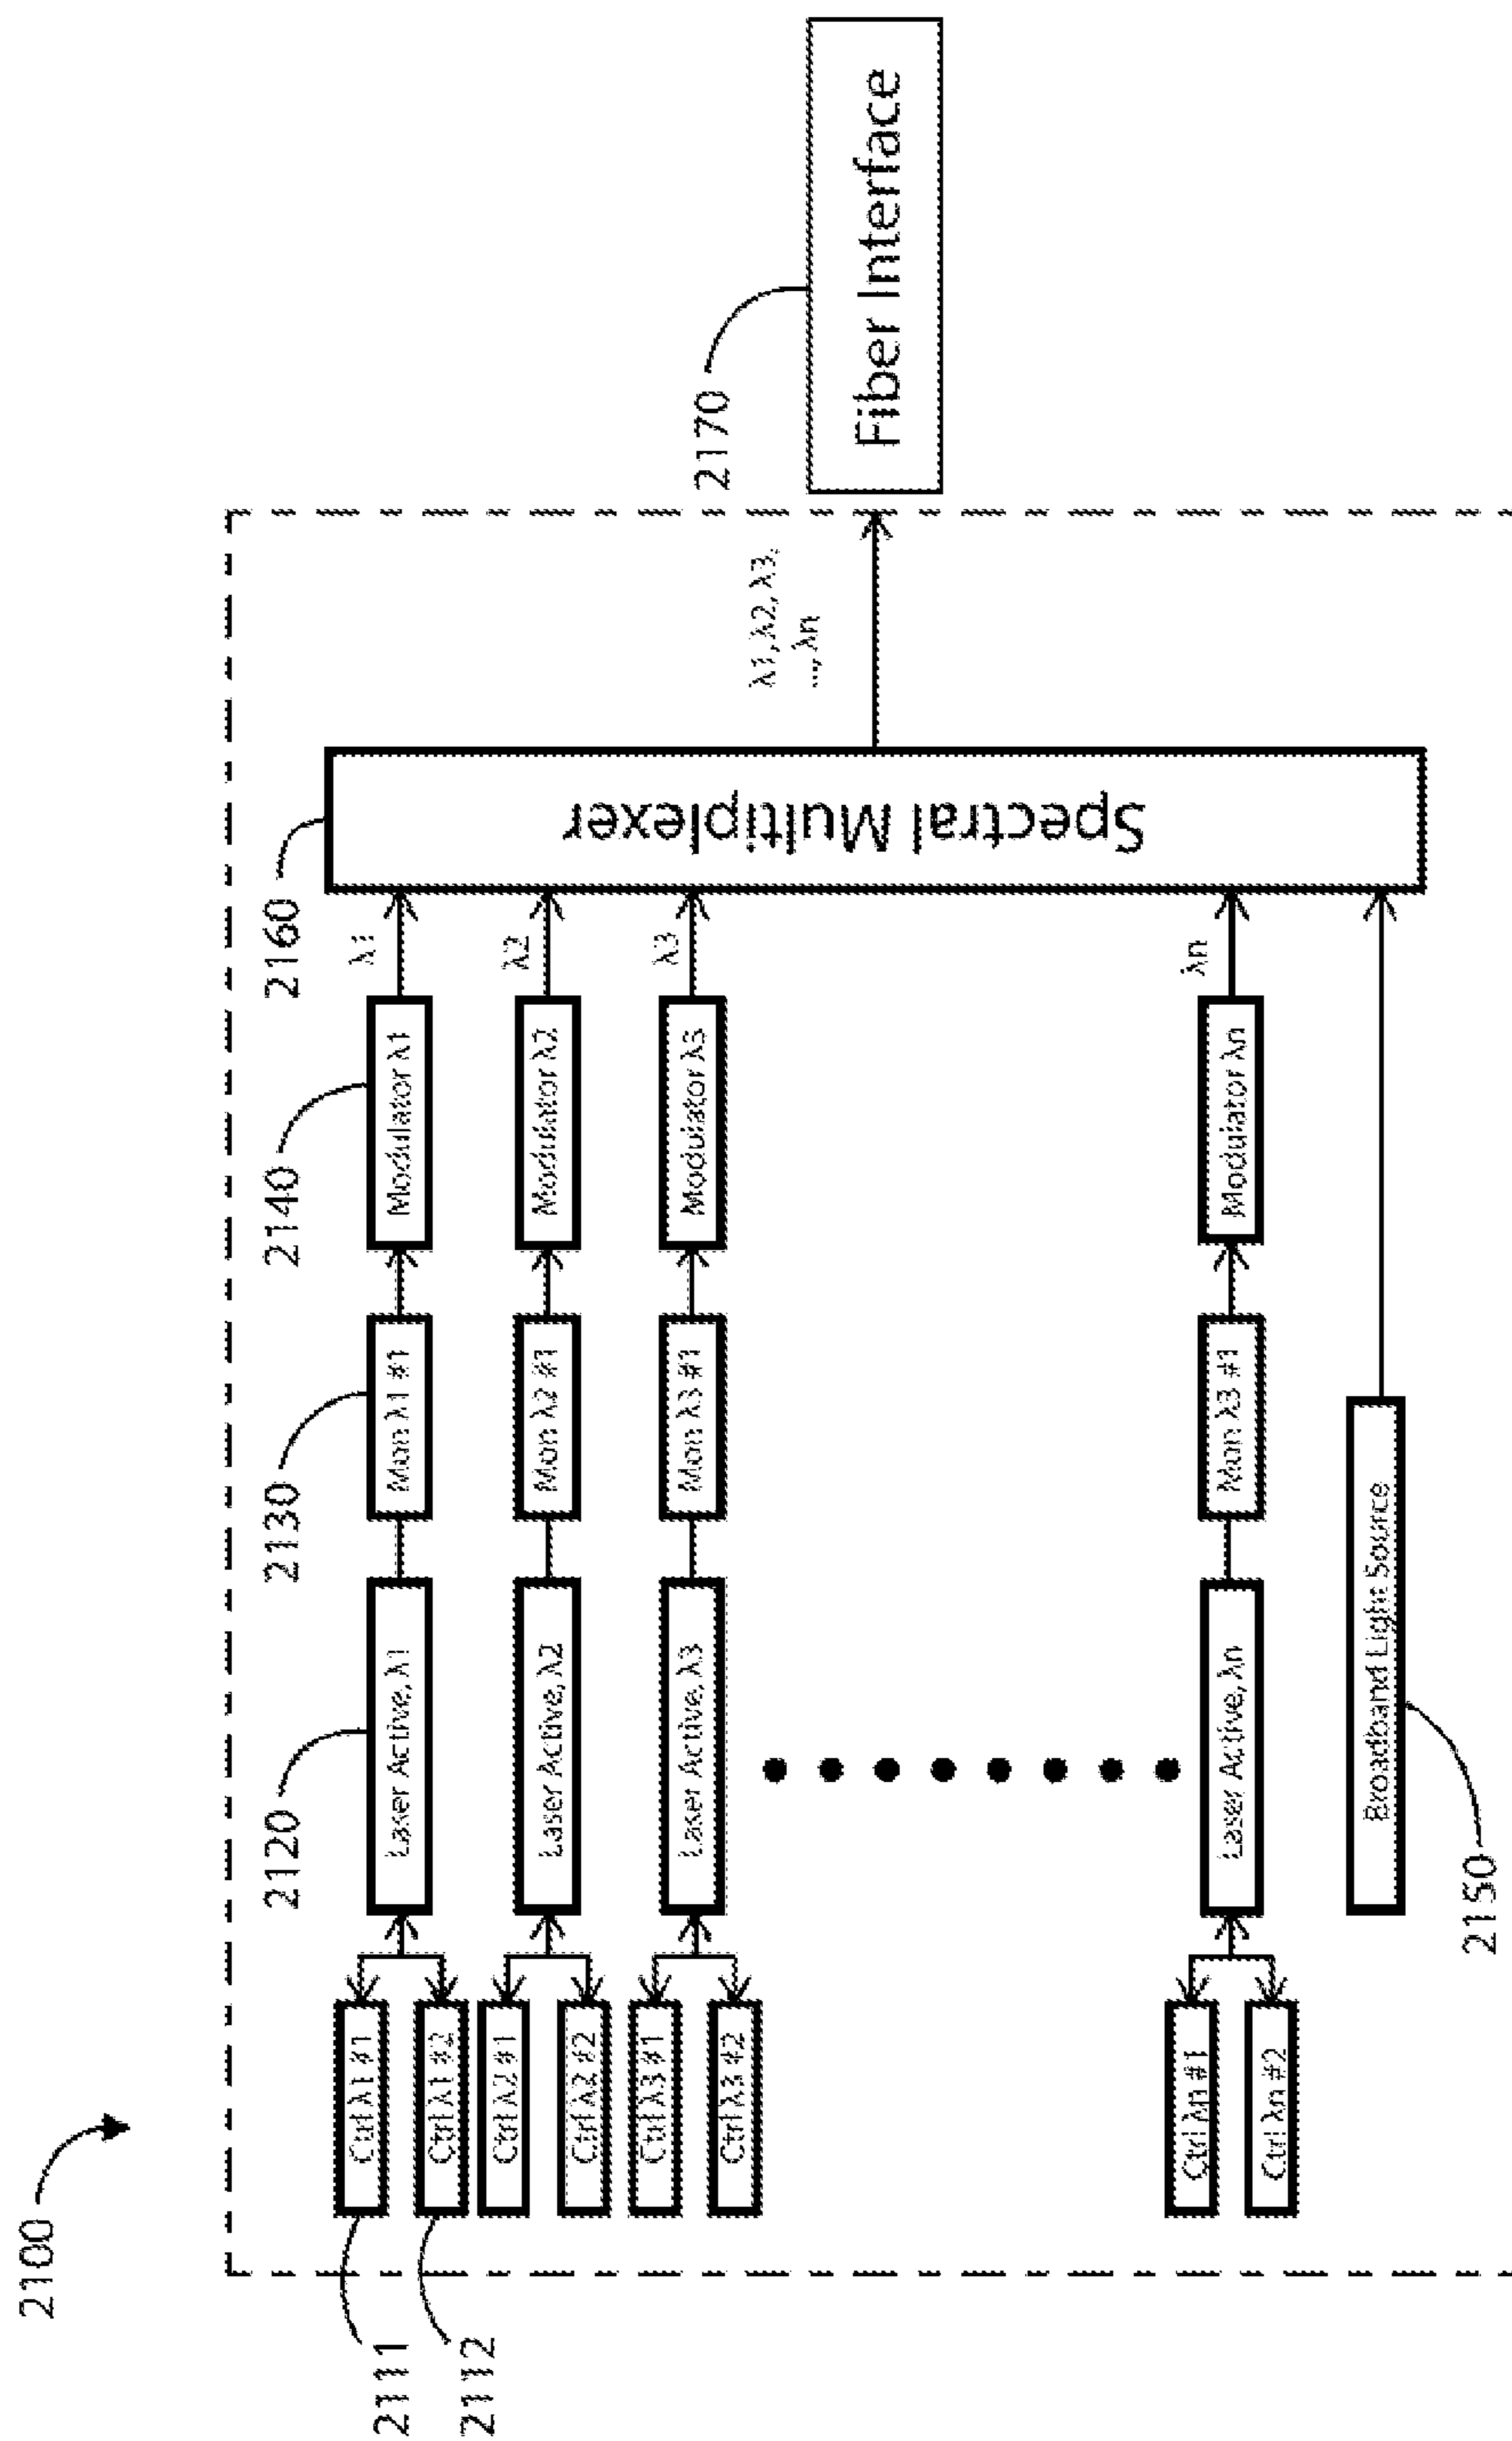 2100
2111
2112
2120
2130
2140
2160
2170
2150
Ctrl λ1 #1
Ctrl λ1 #2
Laser Active, λ1
Mon λ1 #1
Modulator λ1
λ1
Ctrl λ2 #1
Ctrl λ2 #2
Laser Active, λ2
Mon λ2 #1
Modulator λ2
λ2
Ctrl λ3 #1
Ctrl λ3 #2
Laser Active, λ3
Mon λ3 #1
Modulator λ3
λ3
Ctrl λn #1
Ctrl λn #2
Laser Active, λn
Mon λ3 #1
Modulator λn
λn
Broadband Light Source
Spectral Multiplexer
λ1, λ2, λ3,
..., λn
Fiber Interface